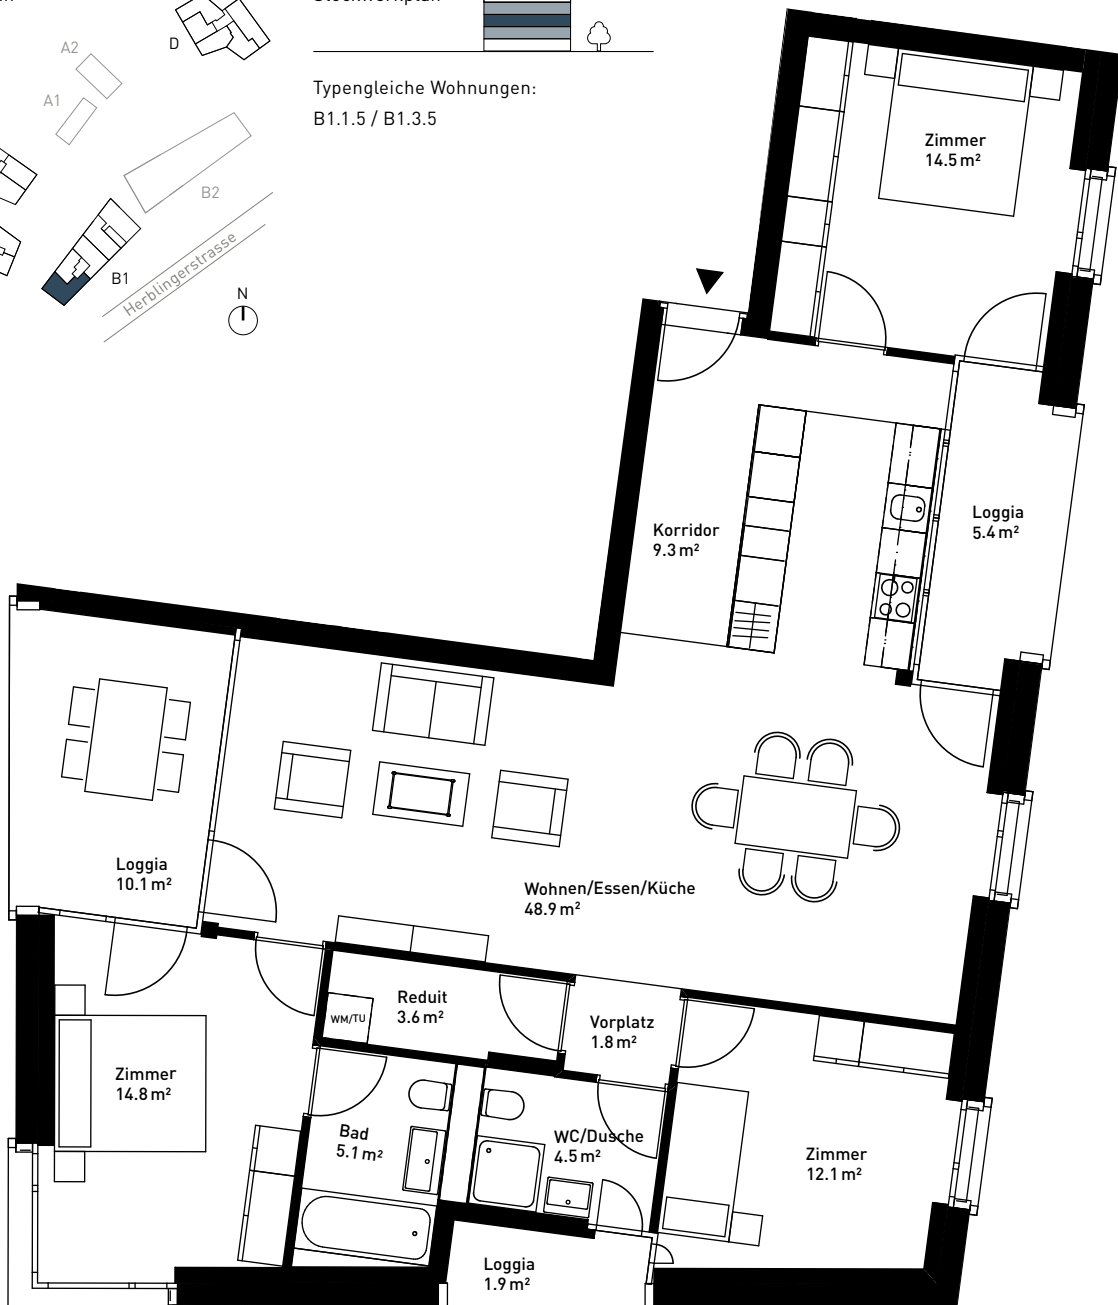 D
A2
A1
B2
B1
Herblingerstrasse
N
Typengleiche Wohnungen:
B1.1.5 / B1.3.5
Zimmer
14.5 m²
Korridor
9.3 m²
Loggia
5.4 m²
Loggia
10.1 m²
Wohnen/Essen/Küche
48.9 m²
Reduit
3.6 m²
WM/TU
Vorplatz
1.8 m²
Zimmer
14.8 m²
Bad
5.1 m²
WC/Dusche
4.5 m²
Zimmer
12.1 m²
Loggia
1.9 m²